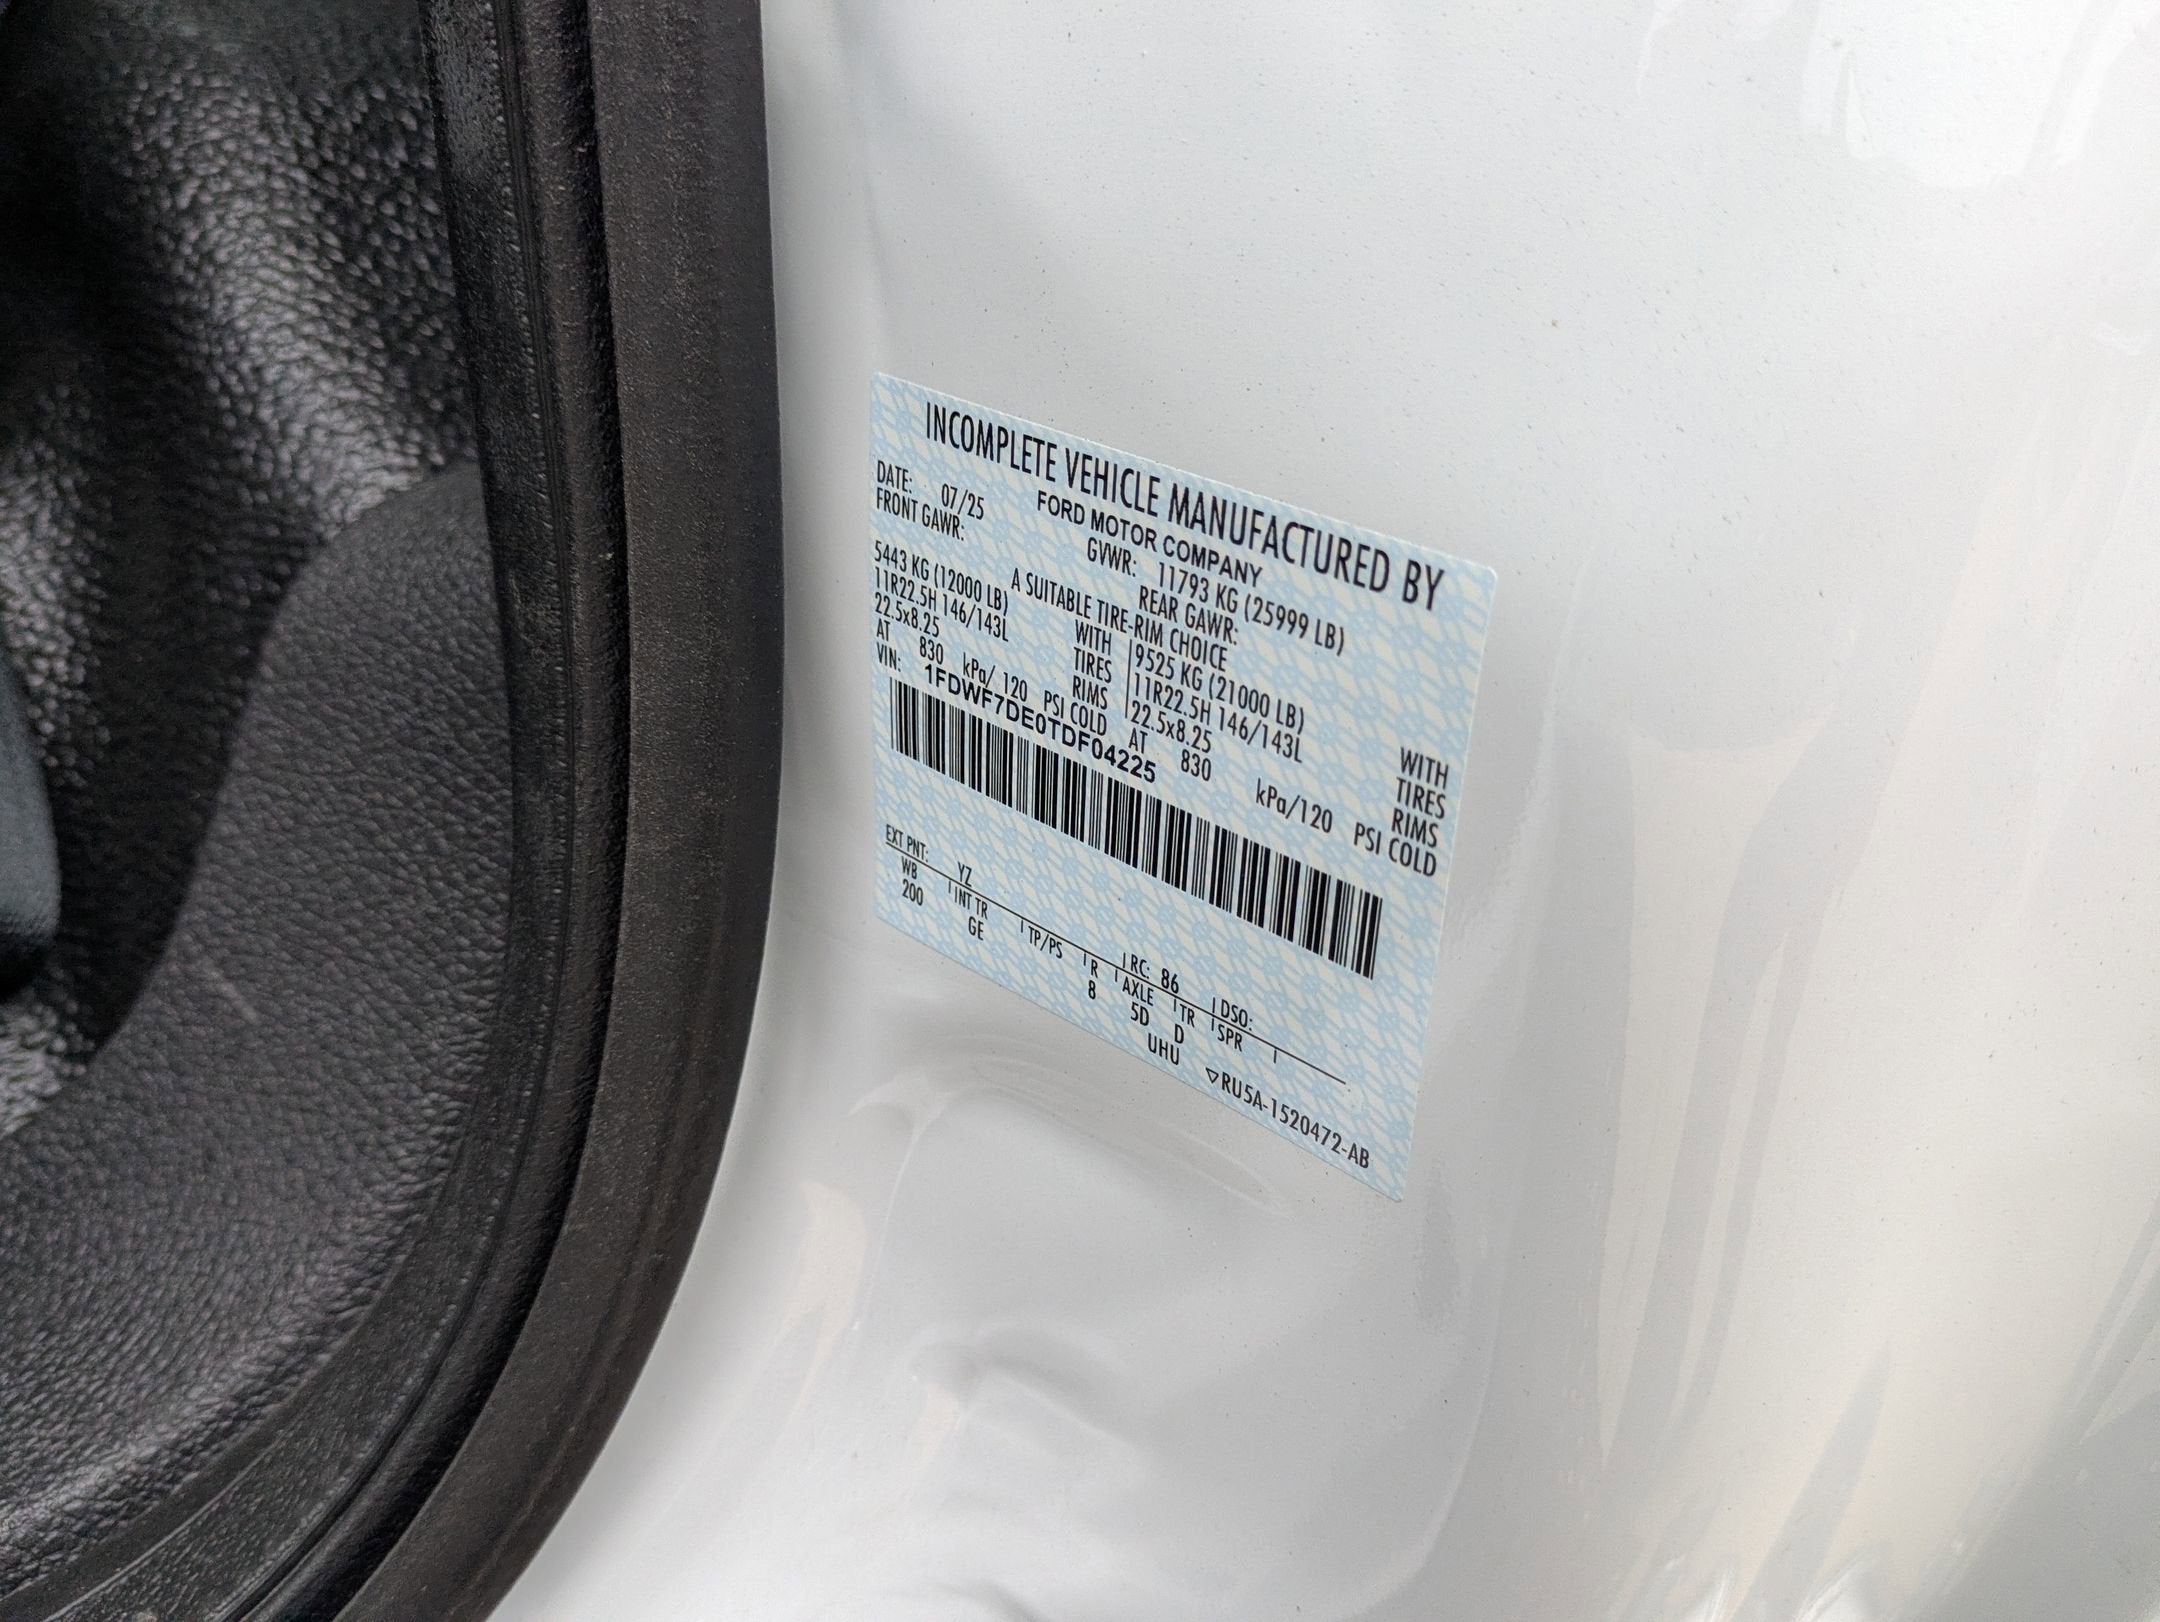 INCOMPLETE VEHICLE MANUFACTURED BY
FORD MOTOR COMPANY
DATE: 07/25 GVWR: 11793 KG (25999 LB)
FRONT GAWR: REAR GAWR:
A SUITABLE TIRE-RIM CHOICE
5443 KG (12000 LB) WITH 9525 KG (21000 LB) WITH
11R22.5H 146/143L TIRES 11R22.5H 146/143L TIRES
22.5x8.25 RIMS 22.5x8.25 RIMS
AT 830 kPa/ 120 PSI COLD AT 830 kPa/120 PSI COLD
VIN: 1FDWF7DE0TDF04225
EXT PNT: YZ RC: 86 DSO:
WB INT TR TP/PS R AXLE TR SPR
200 GE 8 5D D
UHU
▽RU5A-1520472-AB